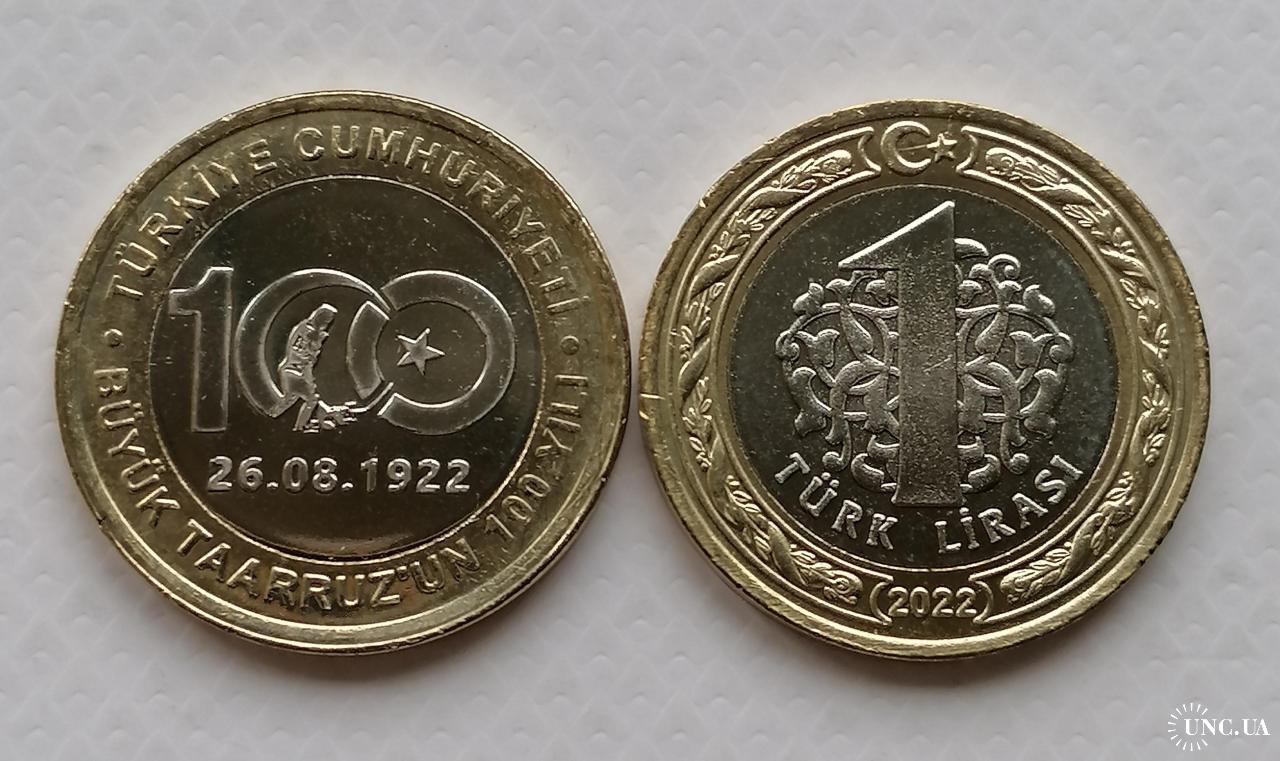 TÜRKİYE CUMHURİYETİ
BÜYÜK TAARRUZ'UN 100. YILI
100
26.08.1922
1
TÜRK LİRASI
(2022)
UNC.UA